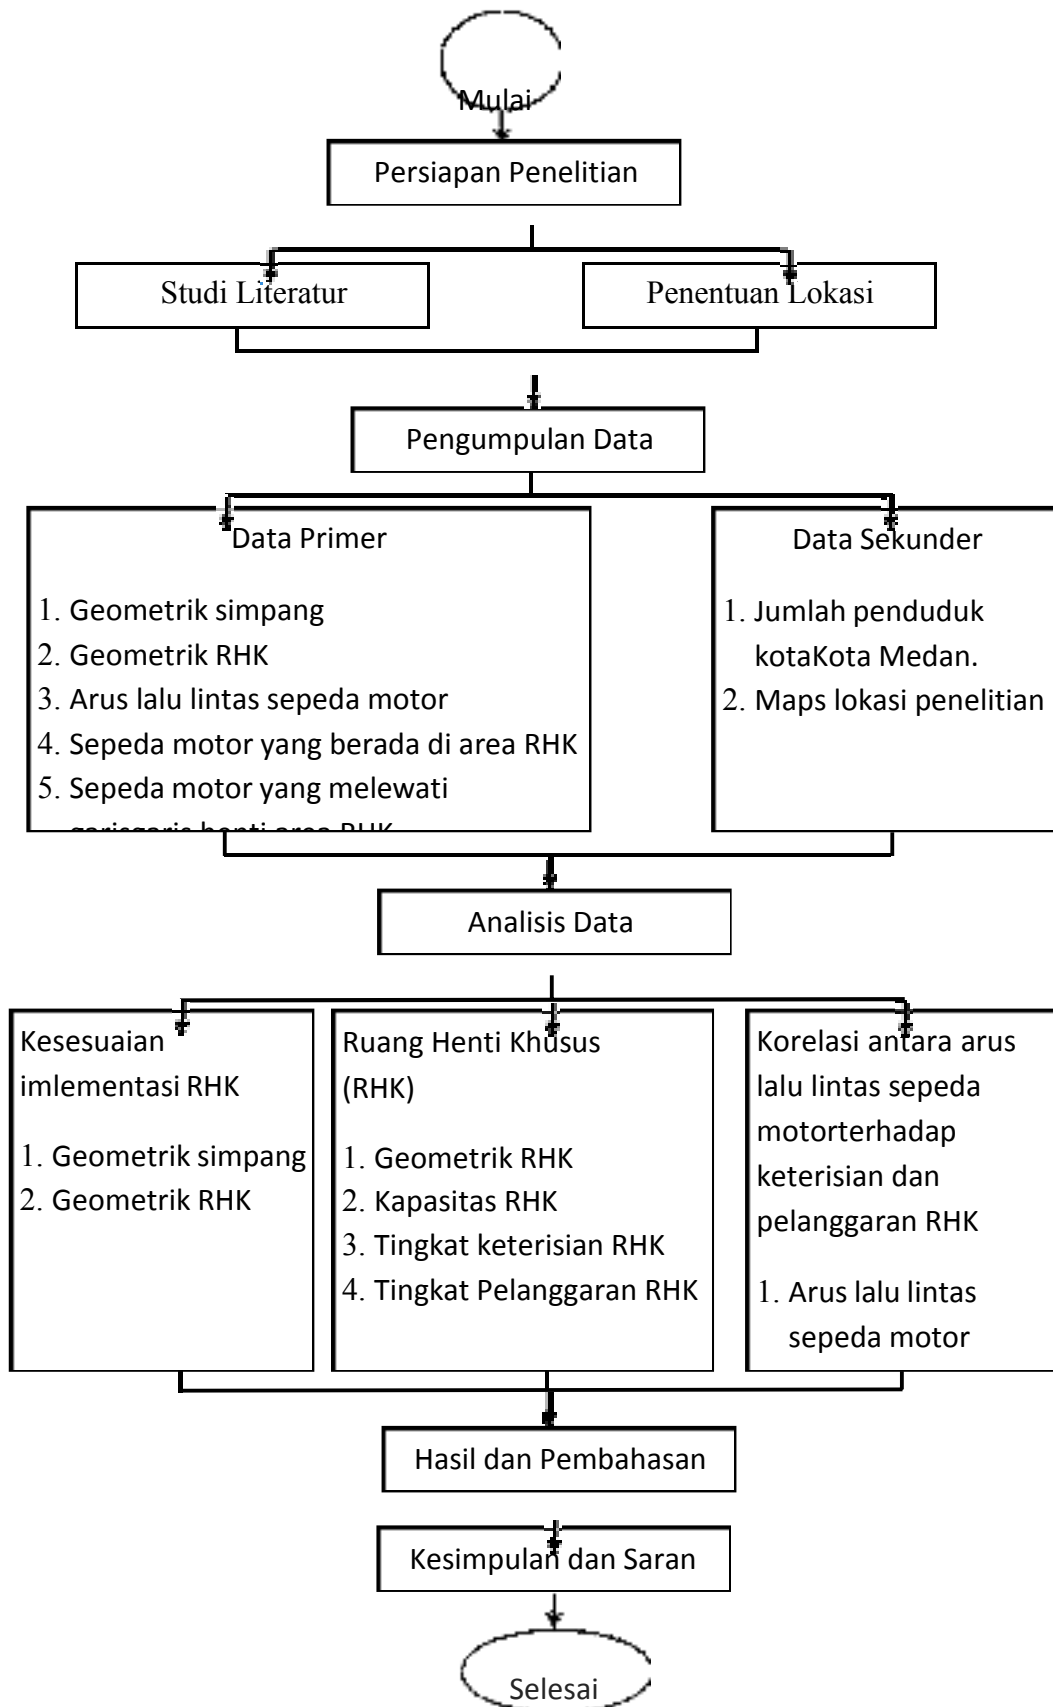 Mulai
Persiapan Penelitian
Studi Literatur
Penentuan Lokasi
Pengumpulan Data
Data Primer
1. Geometrik simpang
2. Geometrik RHK
3. Arus lalu lintas sepeda motor
4. Sepeda motor yang berada di area RHK
5. Sepeda motor yang melewati
garisgaris henti area RHK
Data Sekunder
1. Jumlah penduduk
kotaKota Medan.
2. Maps lokasi penelitian
Analisis Data
Kesesuaian
imlementasi RHK
1. Geometrik simpang
2. Geometrik RHK
Ruang Henti Khusus
(RHK)
1. Geometrik RHK
2. Kapasitas RHK
3. Tingkat keterisian RHK
4. Tingkat Pelanggaran RHK
Korelasi antara arus
lalu lintas sepeda
motorterhadap
keterisian dan
pelanggaran RHK
1. Arus lalu lintas
sepeda motor
Hasil dan Pembahasan
Kesimpulan dan Saran
Selesai